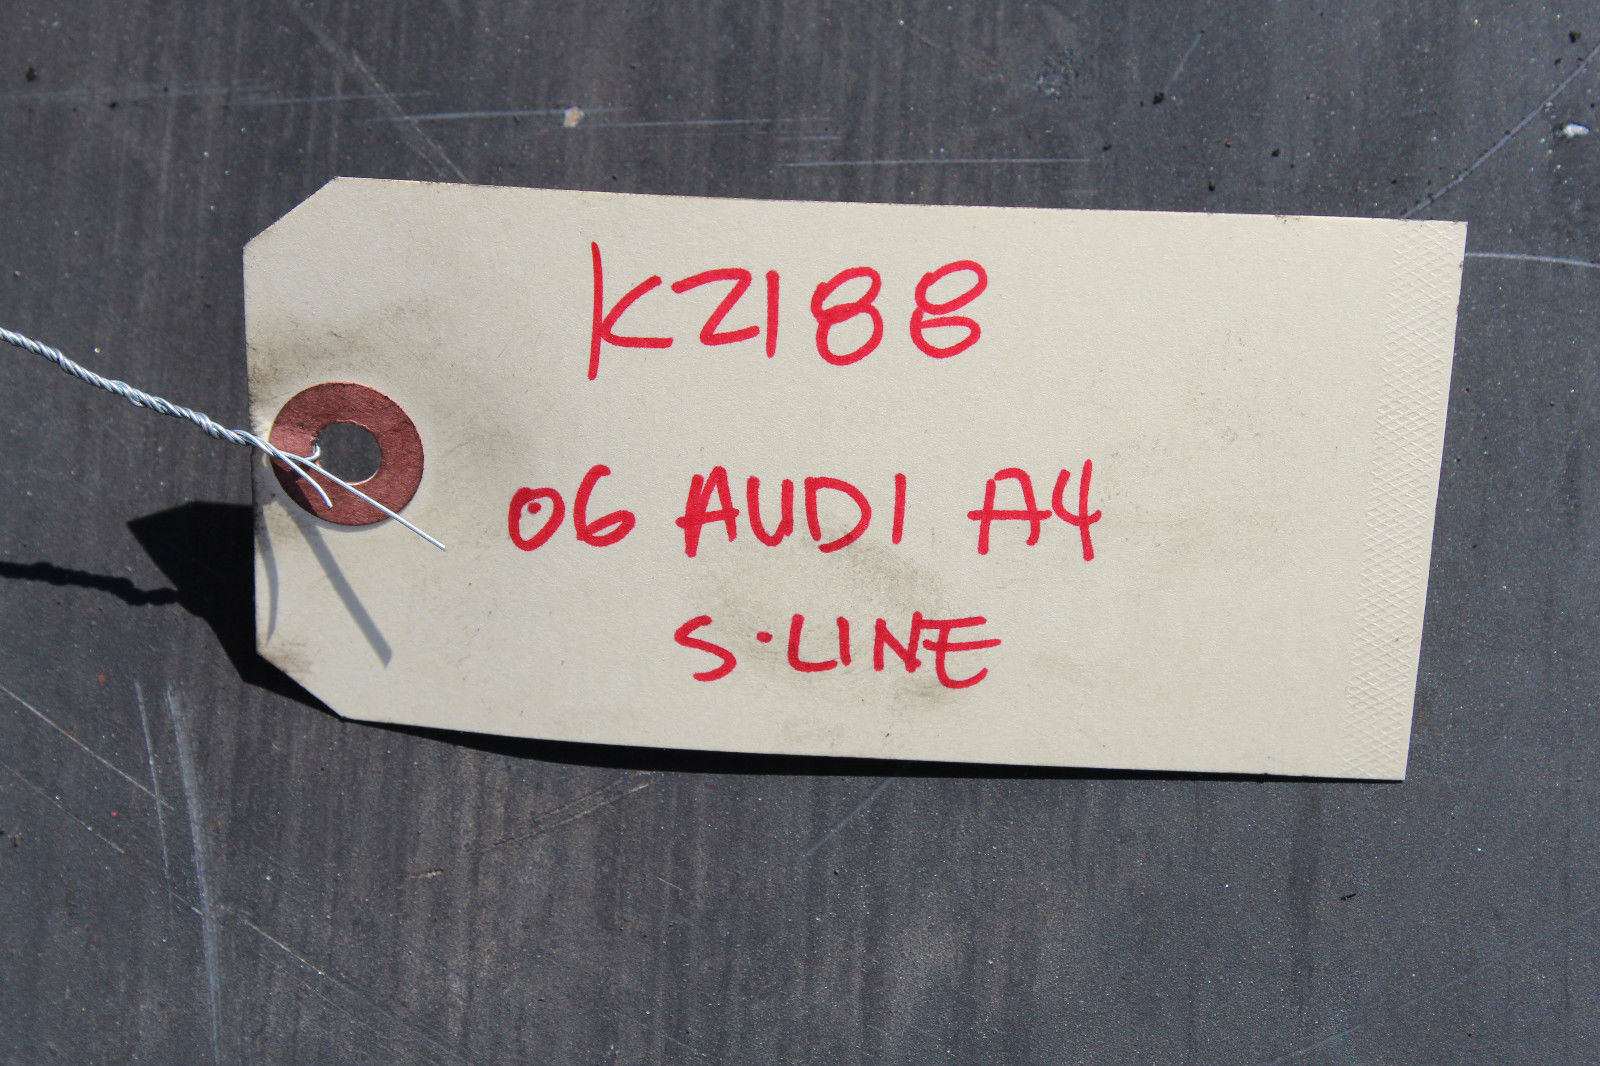 K2188
06 AUDI A4
S-LINE